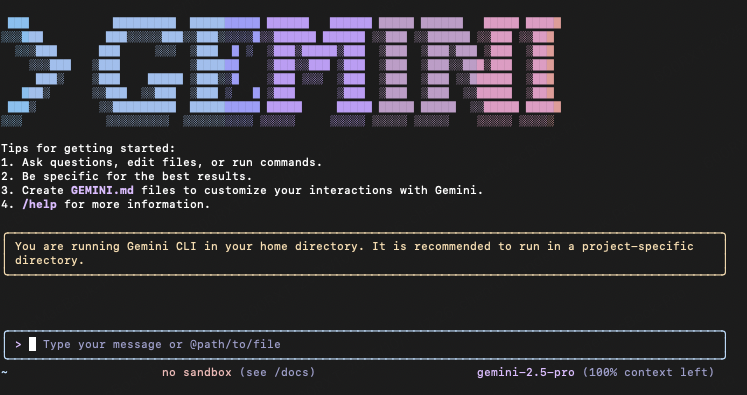 > GEMINI
Tips for getting started:
1. Ask questions, edit files, or run commands.
2. Be specific for the best results.
3. Create GEMINI.md files to customize your interactions with Gemini.
4. /help for more information.
You are running Gemini CLI in your home directory. It is recommended to run in a project-specific
directory.
> Type your message or @path/to/file
~ no sandbox (see /docs) gemini-2.5-pro (100% context left)